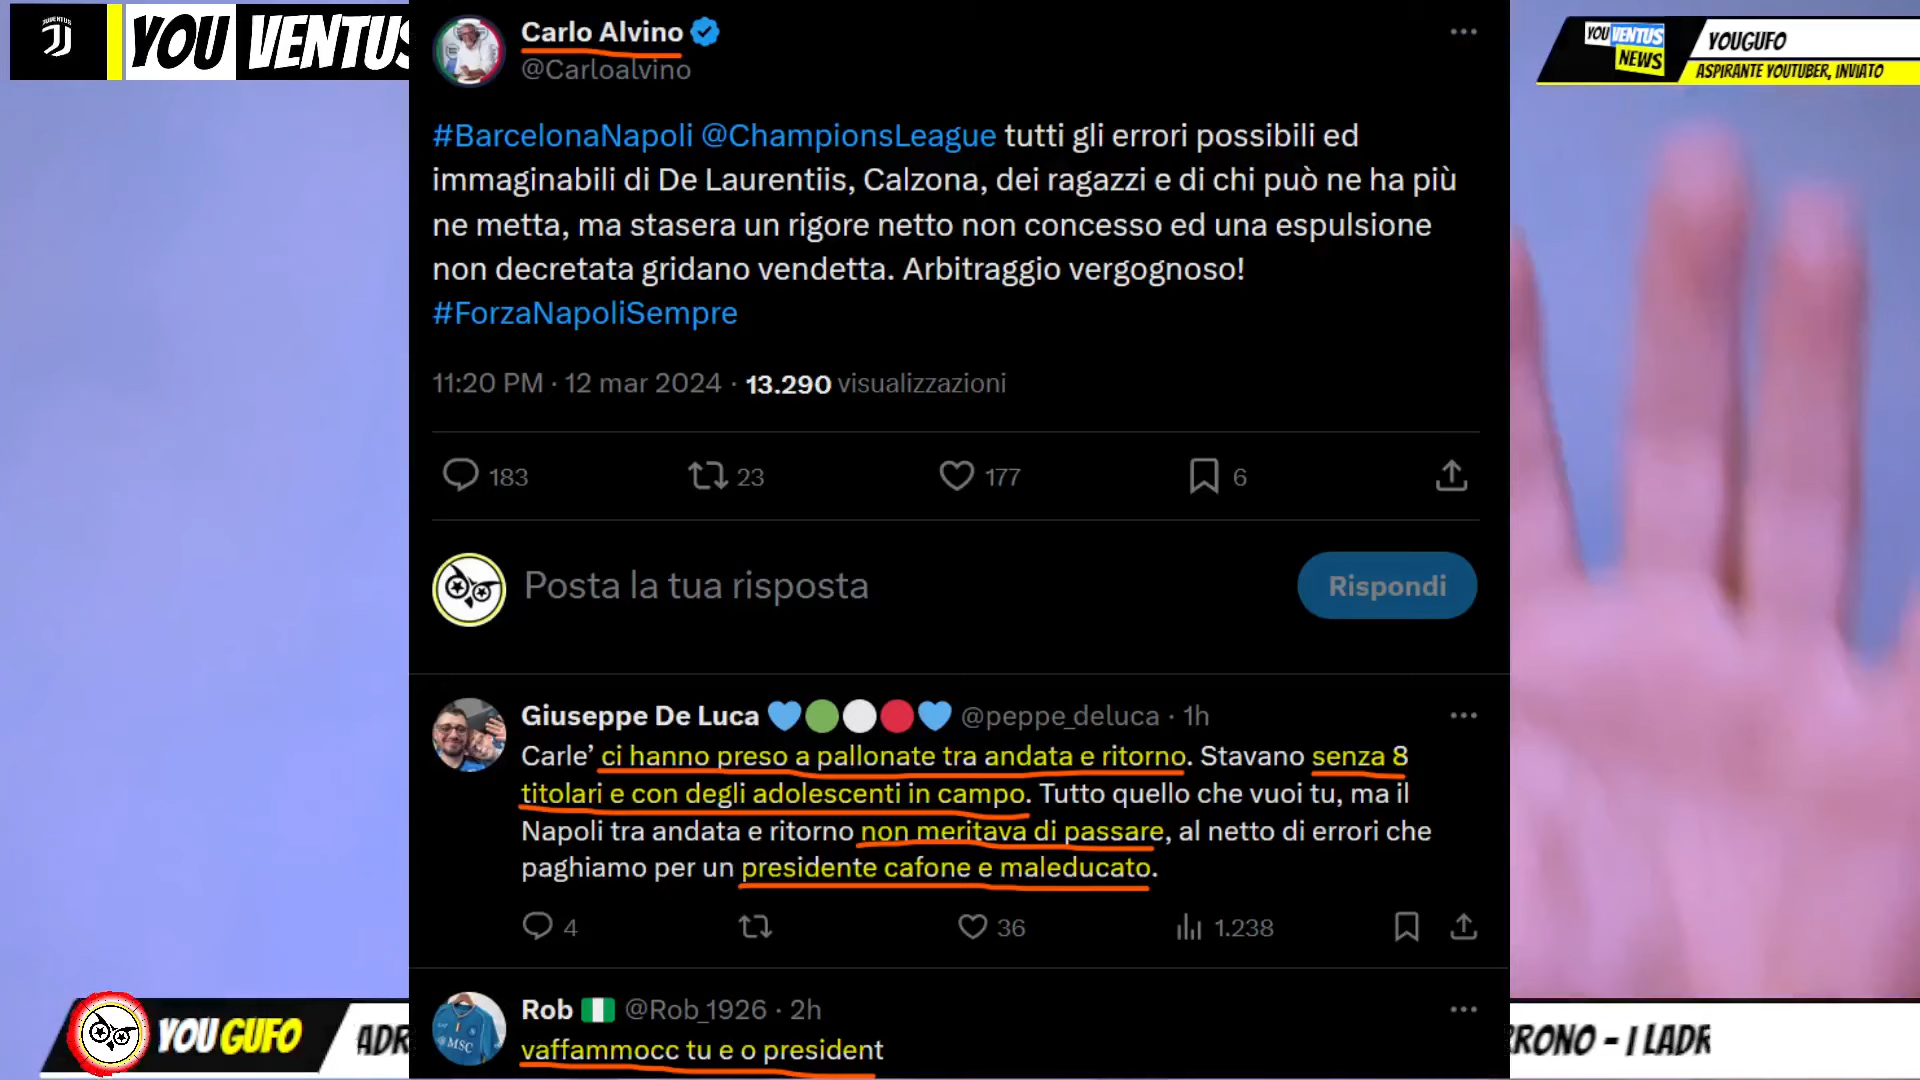 JUVENTUS
YOU VENTUS
Carlo Alvino
@Carloalvino
YOU VENTUS
NEWS
YOUGUFO
ASPIRANTE YOUTUBER, INVIATO
#BarcelonaNapoli @ChampionsLeague tutti gli errori possibili ed
immaginabili di De Laurentiis, Calzona, dei ragazzi e di chi può ne ha più
ne metta, ma stasera un rigore netto non concesso ed una espulsione
non decretata gridano vendetta. Arbitraggio vergognoso!
#ForzaNapoliSempre
11:20 PM · 12 mar 2024 · 13.290 visualizzazioni
183 23 177 6
Posta la tua risposta
Rispondi
Giuseppe De Luca 💙🟢⚪🔴💙 @peppe_deluca · 1h
Carle’ ci hanno preso a pallonate tra andata e ritorno. Stavano senza 8
titolari e con degli adolescenti in campo. Tutto quello che vuoi tu, ma il
Napoli tra andata e ritorno non meritava di passare, al netto di errori che
paghiamo per un presidente cafone e maleducato.
4 36 1.238
Rob 🇳🇬 @Rob_1926 · 2h
vaffammocc tu e o president
MSC
YOUGUFO
ADR
RRONO - I LADR